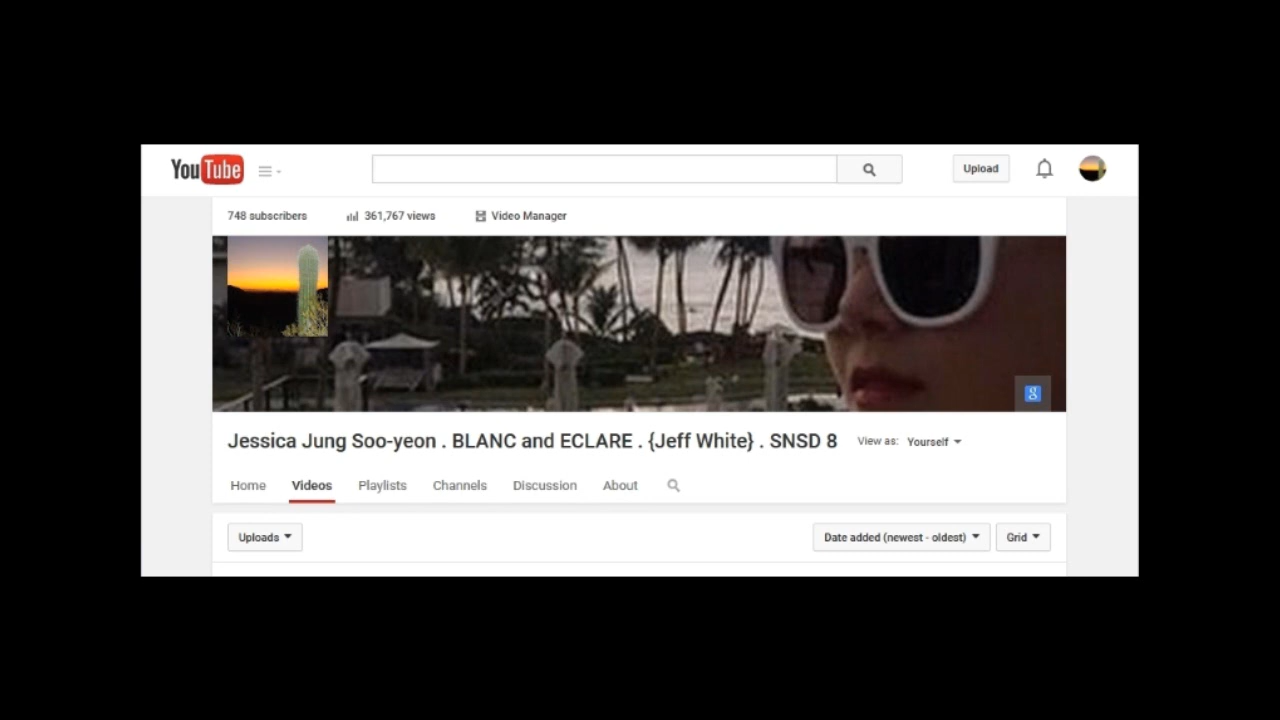 YouTube
Upload
748 subscribers 361,767 views Video Manager
g
Jessica Jung Soo-yeon . BLANC and ECLARE . {Jeff White} . SNSD 8 View as: Yourself
Home Videos Playlists Channels Discussion About
Uploads Date added (newest - oldest) Grid